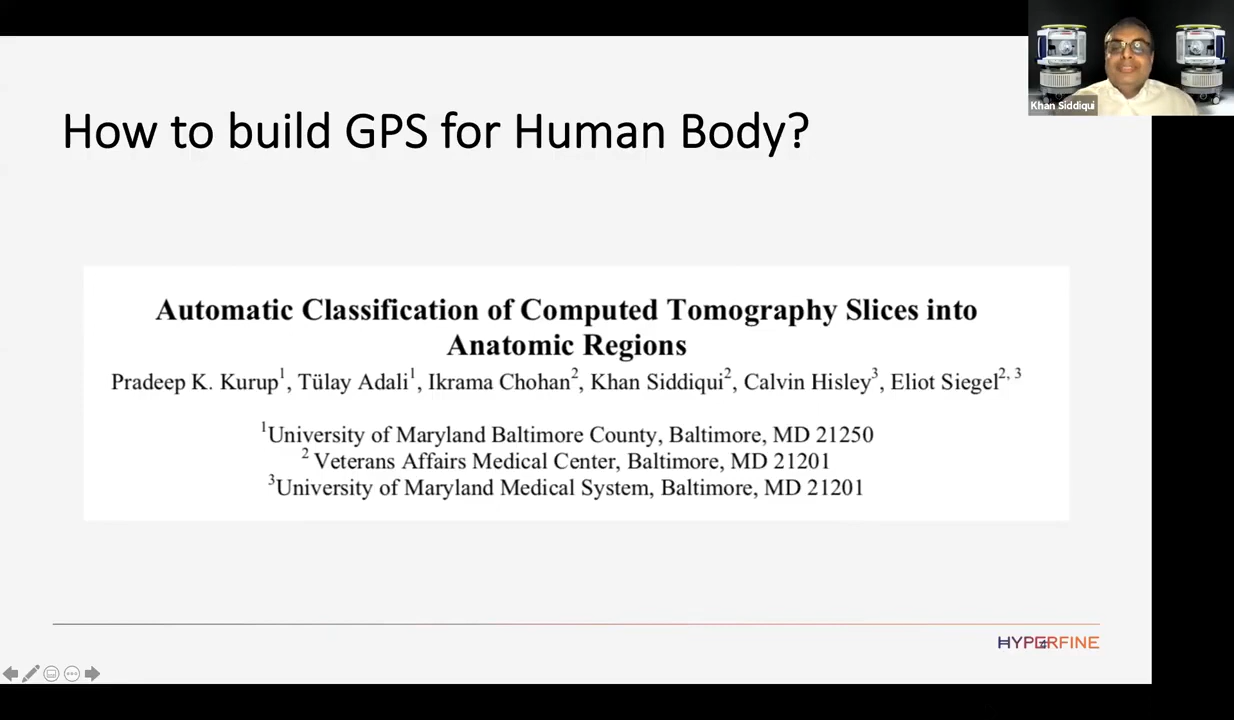 Khan Siddiqui
How to build GPS for Human Body?
Automatic Classification of Computed Tomography Slices into
Anatomic Regions
Pradeep K. Kurup1, Tülay Adali1, Ikrama Chohan2, Khan Siddiqui2, Calvin Hisley3, Eliot Siegel2, 3
1University of Maryland Baltimore County, Baltimore, MD 21250
2 Veterans Affairs Medical Center, Baltimore, MD 21201
3University of Maryland Medical System, Baltimore, MD 21201
HYPERFINE